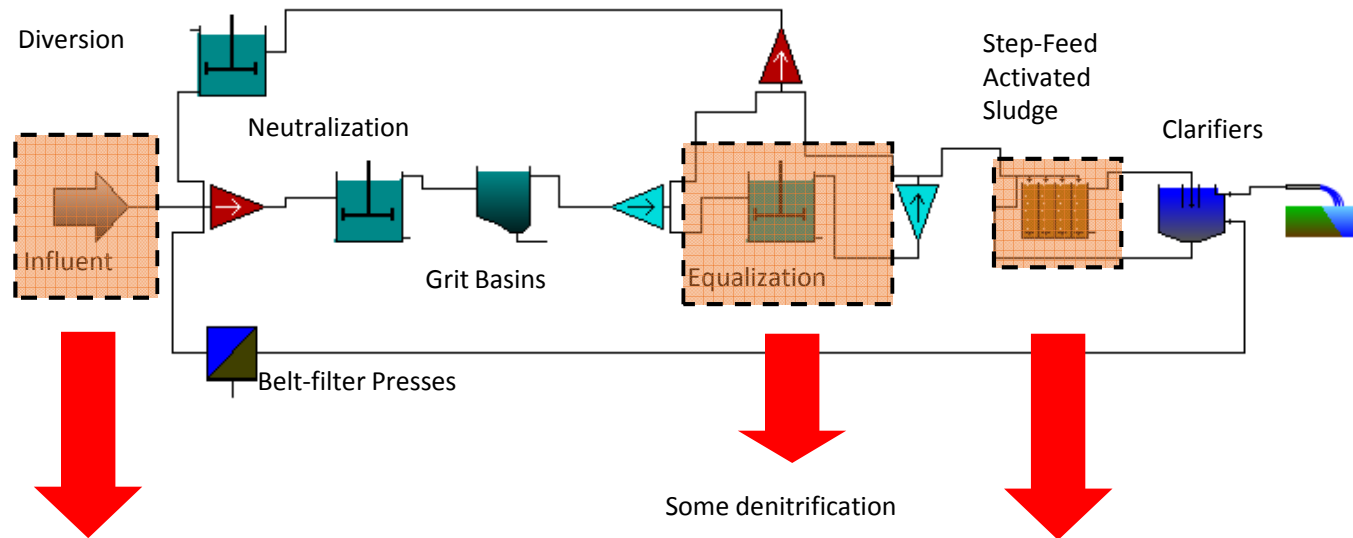 Diversion
Step-Feed
Activated
Sludge
Neutralization
Clarifiers
Influent
Grit Basins
Equalization
Belt-filter Presses
Some denitrification